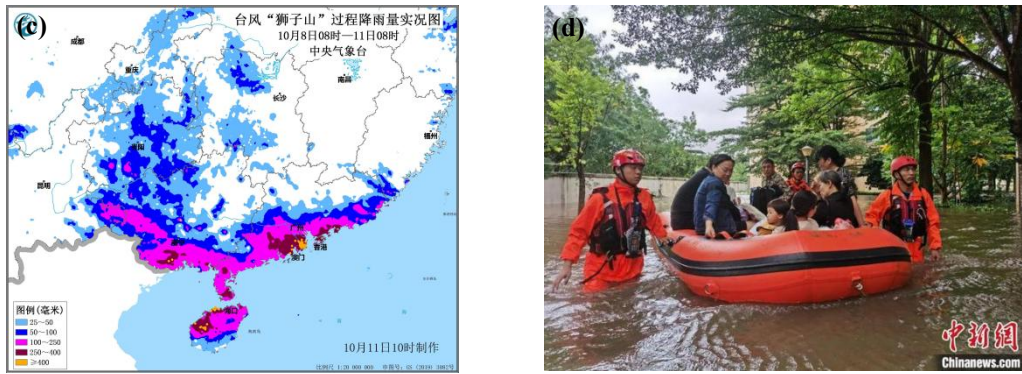 (c)
台风“狮子山”过程降雨量实况图
10月8日08时—11日08时
中央气象台
成都
重庆
长沙
南昌
福州
贵阳
昆明
南宁
广州
香港
澳门
海口
图例(毫米)
25～50
50～100
100～250
250～400
≥400
10月11日10时制作
(d)
中新网
Chinanews.com